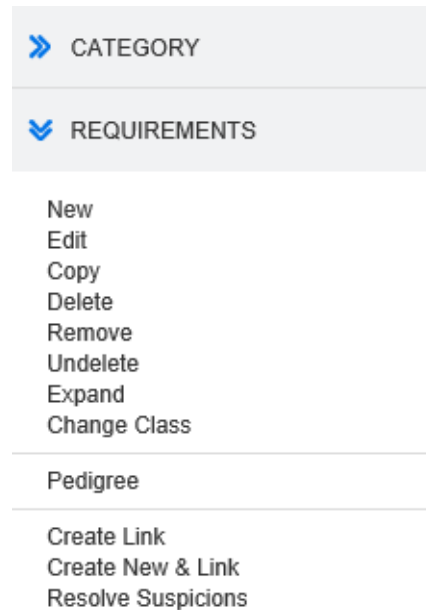 CATEGORY
REQUIREMENTS
New
Edit
Copy
Delete
Remove
Undelete
Expand
Change Class
Pedigree
Create Link
Create New & Link
Resolve Suspicions